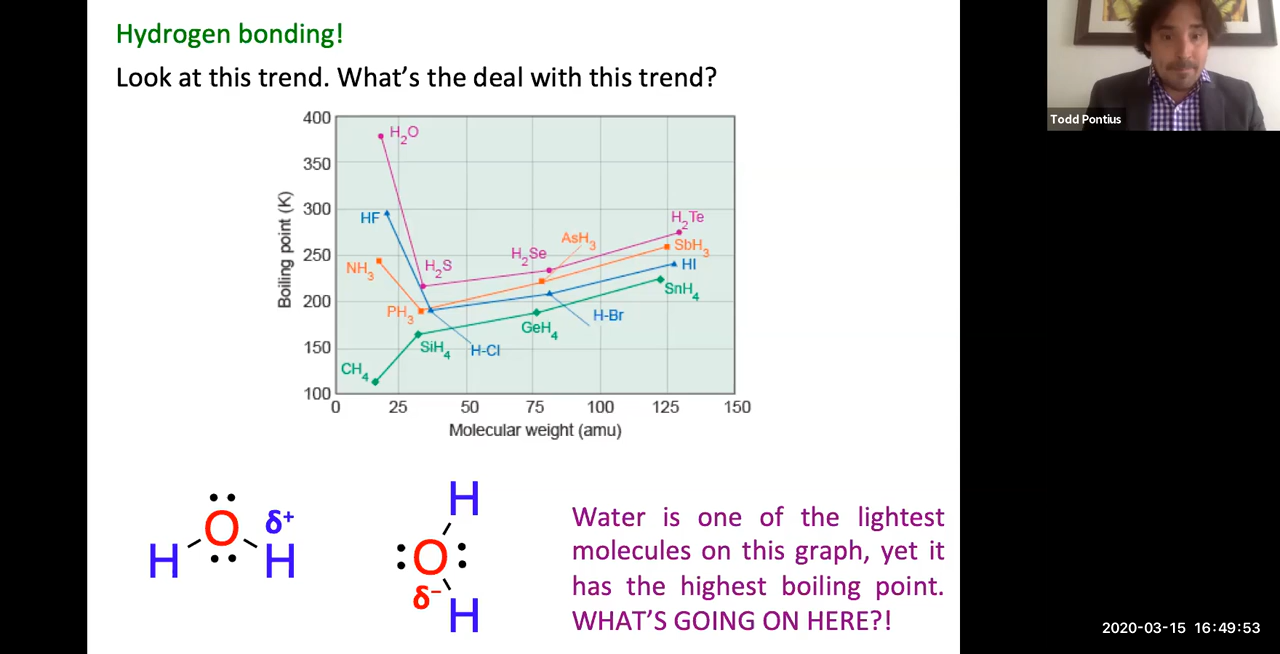 Hydrogen bonding!
Look at this trend. What's the deal with this trend?
Todd Pontius
400
350
300
250
200
150
100
Boiling point (K)
H₂O
HF
NH₃
H₂S
PH₃
H₂Se
AsH₃
H₂Te
SbH₃
HI
SnH₄
H-Br
GeH₄
H-Cl
SiH₄
CH₄
0 25 50 75 100 125 150
Molecular weight (amu)
O
δ+
H H
H
:O:
δ−
H
Water is one of the lightest
molecules on this graph, yet it
has the highest boiling point.
WHAT'S GOING ON HERE?!
2020-03-15 16:49:53